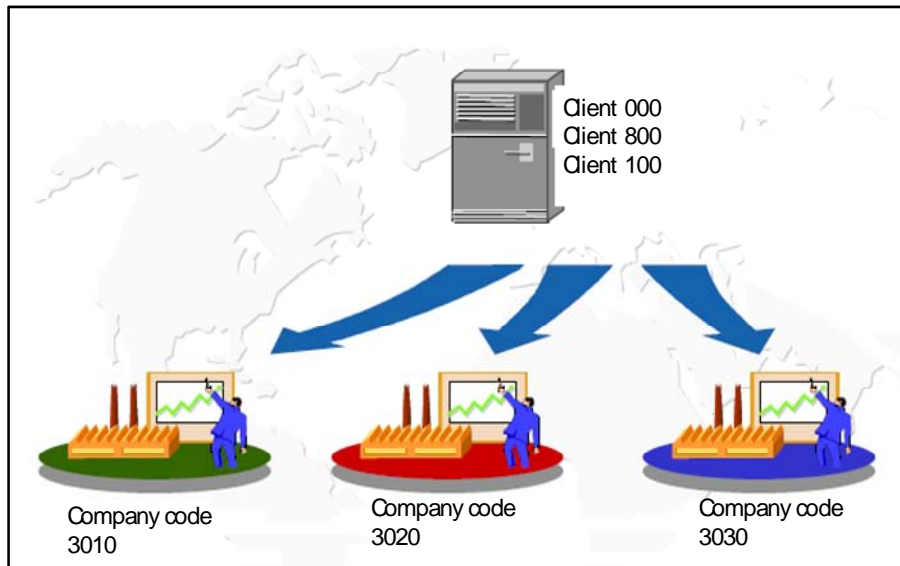 Client 000
Client 800
Client 100
Company code
3010
Company code
3020
Company code
3030